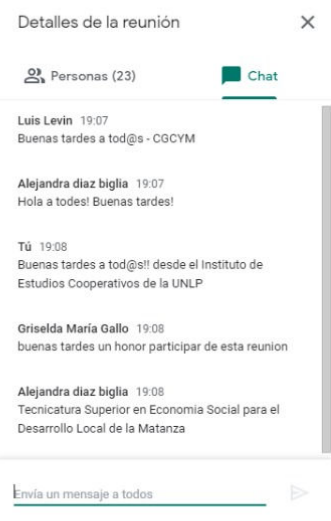 Detalles de la reunión
Personas (23)
Chat
Luis Levin 19:07
Buenas tardes a tod@s - CGCYM
Alejandra diaz biglia 19:07
Hola a todes! Buenas tardes!
Tú 19:08
Buenas tardes a tod@s!! desde el Instituto de
Estudios Cooperativos de la UNLP
Griselda María Gallo 19:08
buenas tardes un honor participar de esta reunion
Alejandra diaz biglia 19:08
Tecnicatura Superior en Economia Social para el
Desarrollo Local de la Matanza
Envía un mensaje a todos